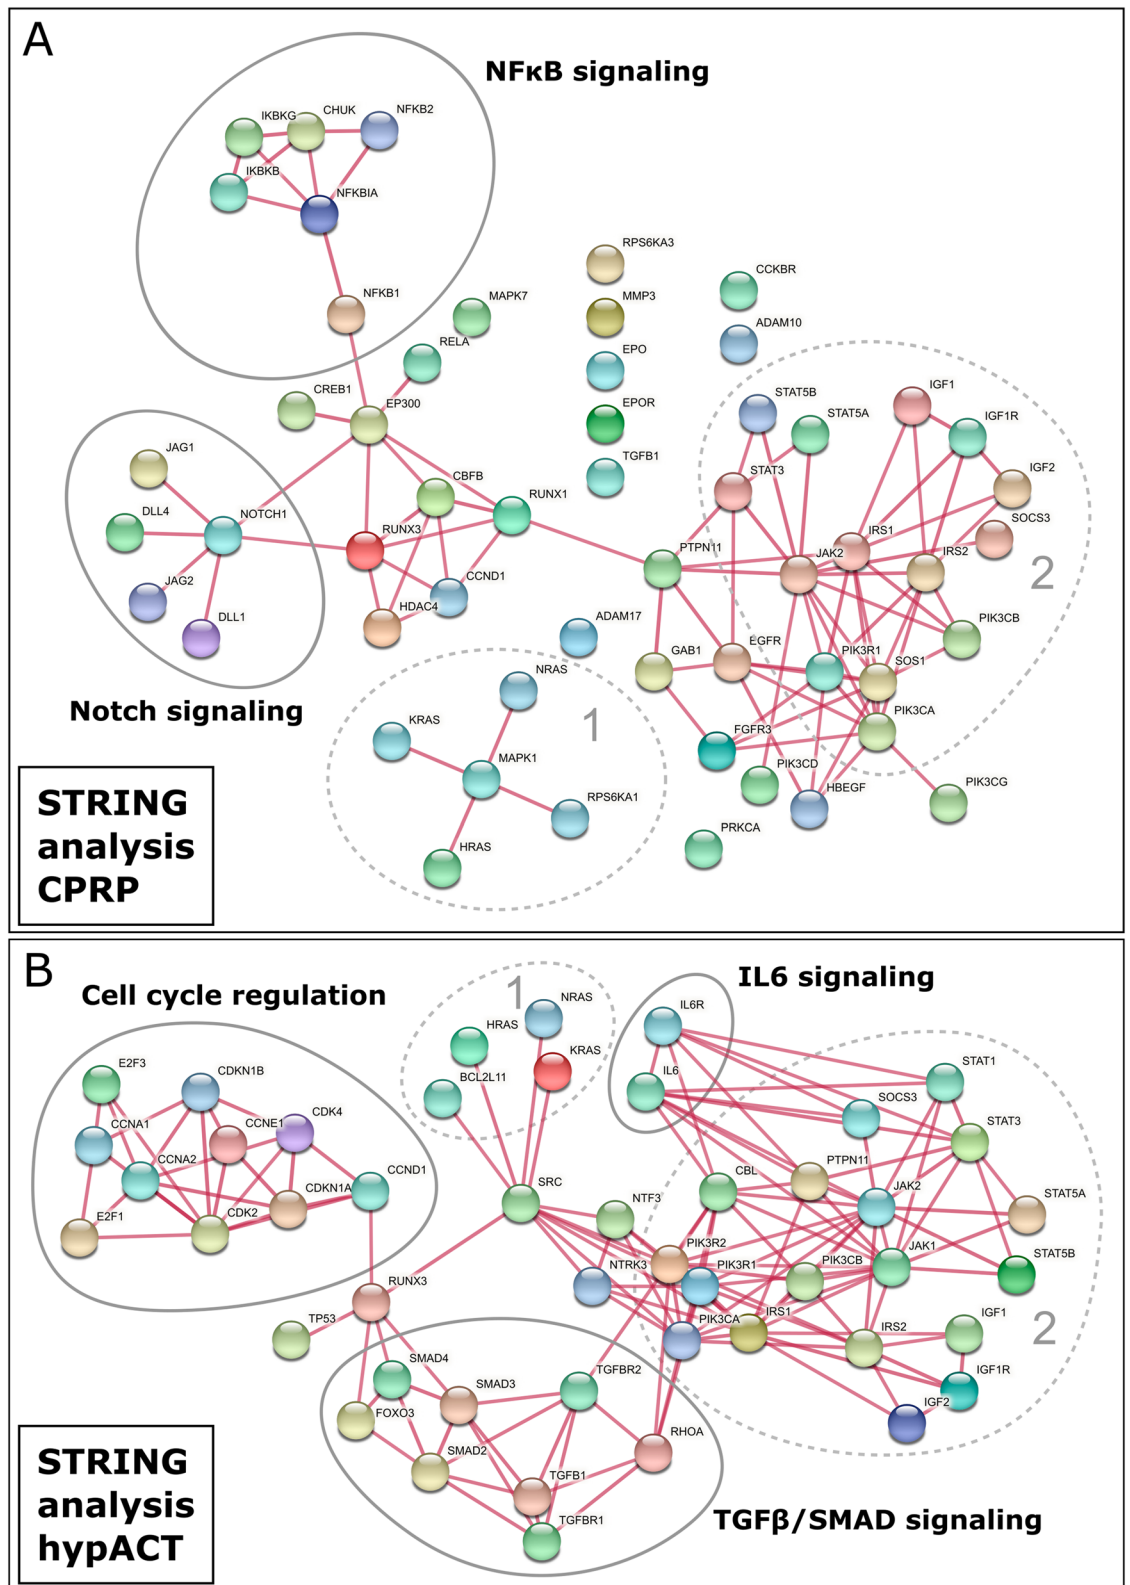 A
NFκB signaling
IKBKG
CHUK
NFKB2
IKBKB
NFKBIA
NFKB1
MAPK7
RELA
CREB1
EP300
RPS6KA3
MMP3
EPO
EPOR
TGFB1
CCKBR
ADAM10
JAG1
DLL4
NOTCH1
JAG2
DLL1
Notch signaling
CBFB
RUNX1
RUNX3
CCND1
HDAC4
ADAM17
STAT5B
STAT5A
STAT3
IGF1
IGF1R
IGF2
SOCS3
IRS1
IRS2
JAK2
2
PTPN11
PIK3CB
GAB1
EGFR
PIK3R1
SOS1
PIK3CA
FGFR3
PIK3CD
HBEGF
PIK3CG
PRKCA
NRAS
1
KRAS
MAPK1
RPS6KA1
HRAS
STRING
analysis
CPRP
B
Cell cycle regulation
E2F3
CDKN1B
CCNA1
CCNE1
CDK4
CCNA2
CDKN1A
CCND1
E2F1
CDK2
1
NRAS
HRAS
KRAS
BCL2L11
IL6 signaling
IL6R
IL6
STAT1
SOCS3
STAT3
CBL
PTPN11
JAK2
STAT5A
SRC
NTF3
PIK3R2
JAK1
STAT5B
NTRK3
PIK3R1
PIK3CB
PIK3CA
IRS1
IRS2
IGF1
2
IGF1R
IGF2
RUNX3
TP53
SMAD4
SMAD3
TGFBR2
FOXO3
SMAD2
RHOA
TGFB1
TGFBR1
TGFβ/SMAD signaling
STRING
analysis
hypACT